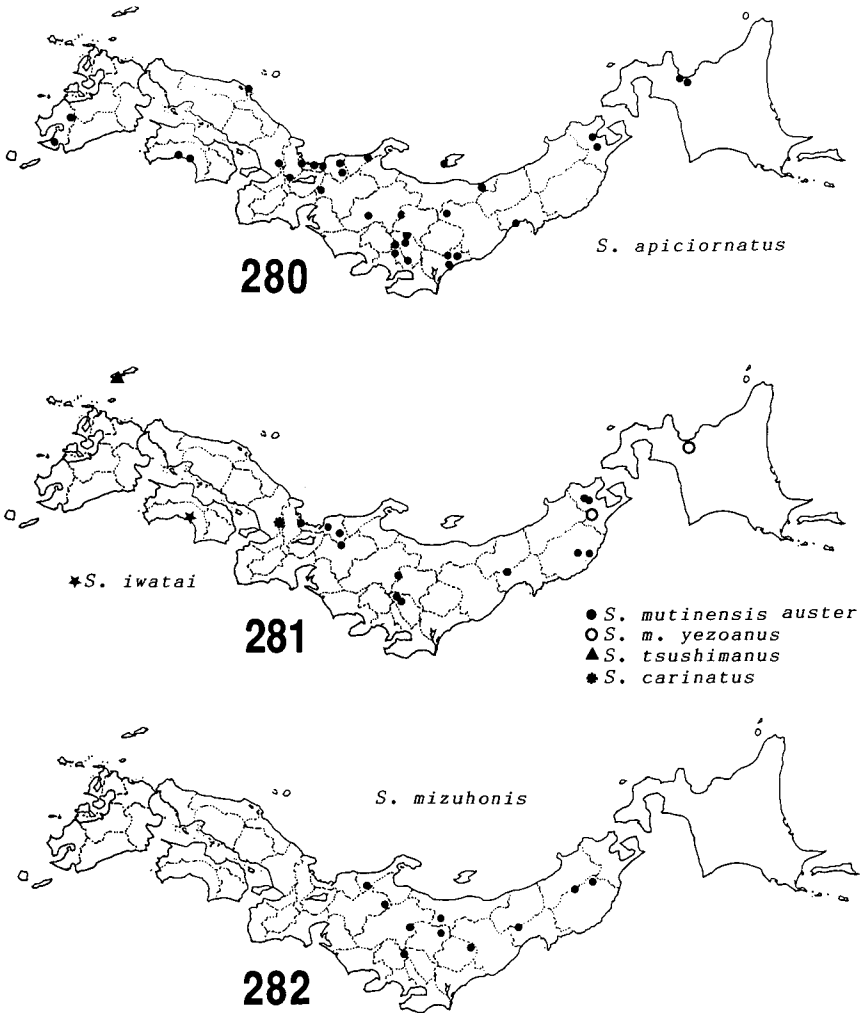 S. apiciornatus
280
★S. iwatai
281
●S. mutinensis auster
○S. m. yezoanus
▲S. tsushimanus
✹S. carinatus
S. mizuhonis
282